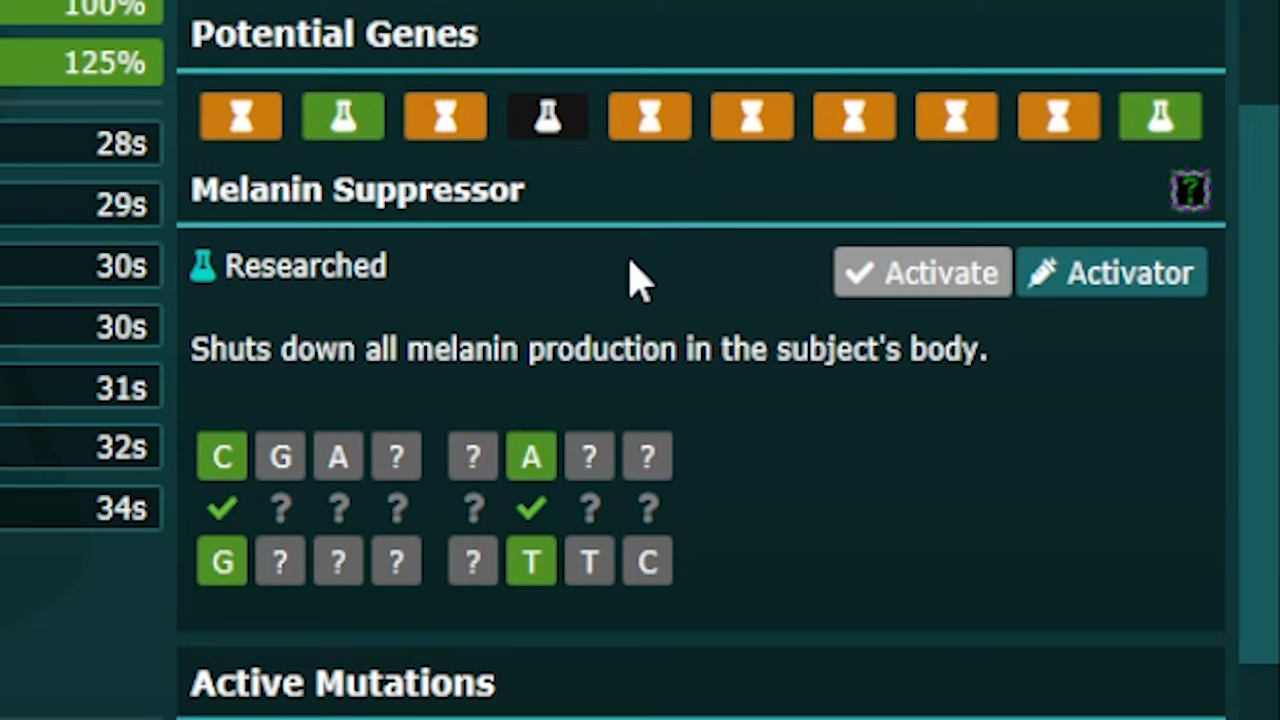 100%
125%
28s
29s
30s
30s
31s
32s
34s
Potential Genes
Melanin Suppressor
?
Researched
Activate
Activator
Shuts down all melanin production in the subject's body.
C G A ? ? A ? ?
? ? ? ? ? ?
G ? ? ? ? T T C
Active Mutations